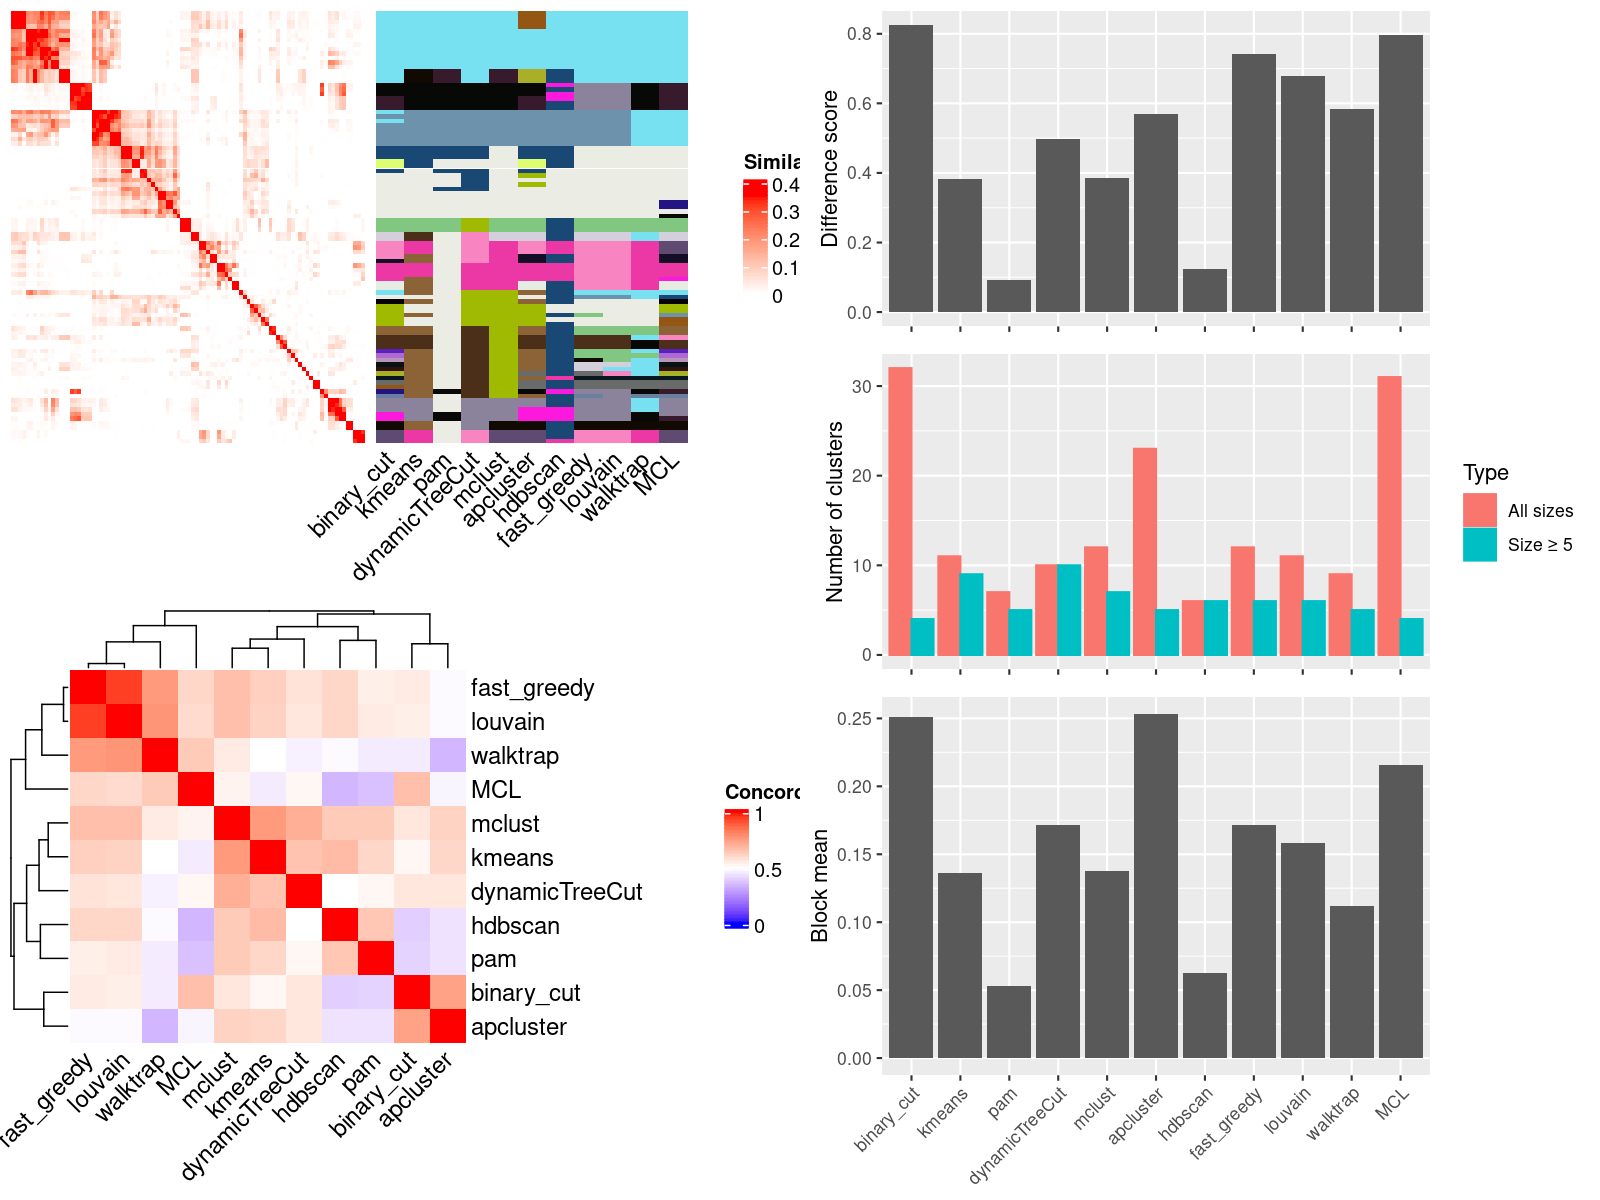 Simila
0.4
0.3
0.2
0.1
0
binary_cut
kmeans
pam
dynamicTreeCut
mclust
apcluster
hdbscan
fast_greedy
louvain
walktrap
MCL
fast_greedy
louvain
walktrap
MCL
mclust
kmeans
dynamicTreeCut
hdbscan
pam
binary_cut
apcluster
Concord
1
0.5
0
fast_greedy
louvain
walktrap
MCL
mclust
kmeans
dynamicTreeCut
hdbscan
pam
binary_cut
apcluster
Difference score
0.8
0.6
0.4
0.2
0.0
Number of clusters
30
20
10
0
Type
All sizes
Size ≥ 5
Block mean
0.25
0.20
0.15
0.10
0.05
0.00
binary_cut
kmeans
pam
dynamicTreeCut
mclust
apcluster
hdbscan
fast_greedy
louvain
walktrap
MCL